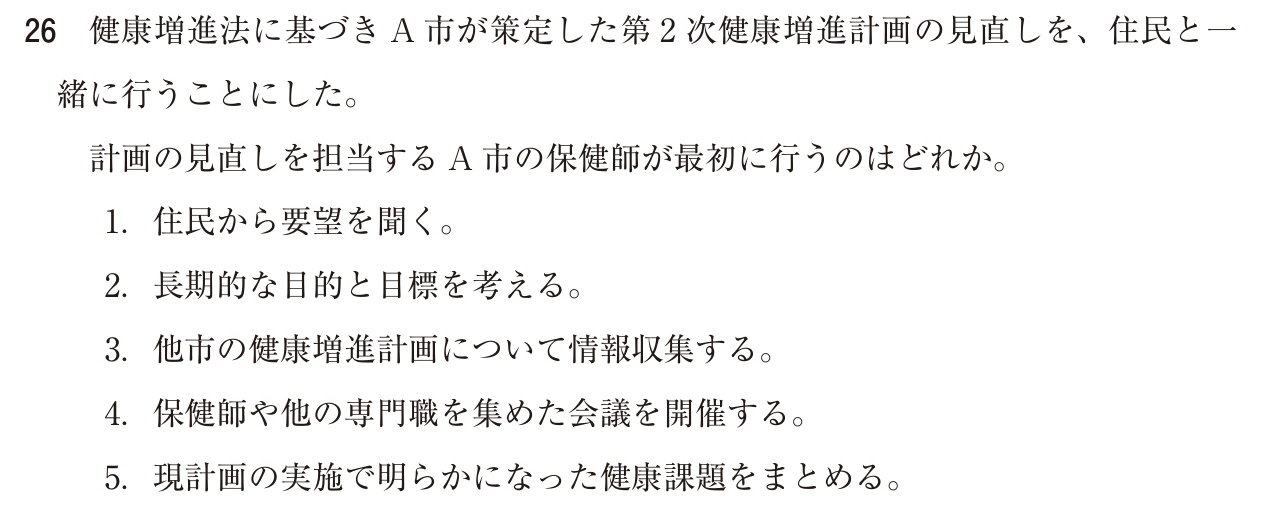 26 健康増進法に基づき A 市が策定した第 2 次健康増進計画の見直しを、住民と一
緒に行うことにした。
計画の見直しを担当する A 市の保健師が最初に行うのはどれか。
1. 住民から要望を聞く。
2. 長期的な目的と目標を考える。
3. 他市の健康増進計画について情報収集する。
4. 保健師や他の専門職を集めた会議を開催する。
5. 現計画の実施で明らかになった健康課題をまとめる。